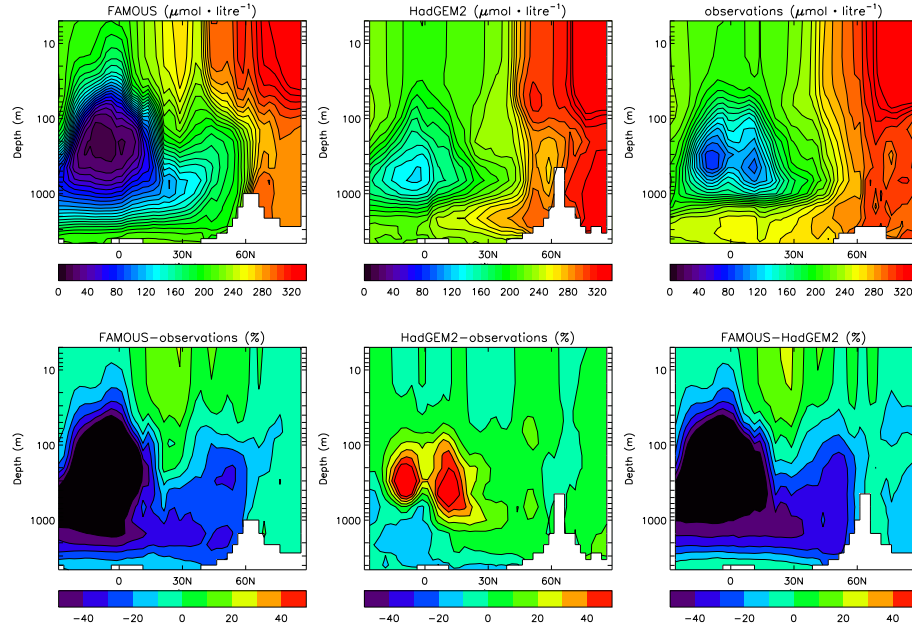 FAMOUS (μmol • litre⁻¹)
HadGEM2 (μmol • litre⁻¹)
observations (μmol • litre⁻¹)
Depth (m)
10
100
1000
0 30N 60N
Depth (m)
10
100
1000
0 30N 60N
Depth (m)
10
100
1000
0 30N 60N
0 40 80 120 160 200 240 280 320
0 40 80 120 160 200 240 280 320
0 40 80 120 160 200 240 280 320
FAMOUS−observations (%)
HadGEM2−observations (%)
FAMOUS−HadGEM2 (%)
Depth (m)
10
100
1000
0 30N 60N
Depth (m)
10
100
1000
0 30N 60N
Depth (m)
10
100
1000
0 30N 60N
−40 −20 0 20 40
−40 −20 0 20 40
−40 −20 0 20 40